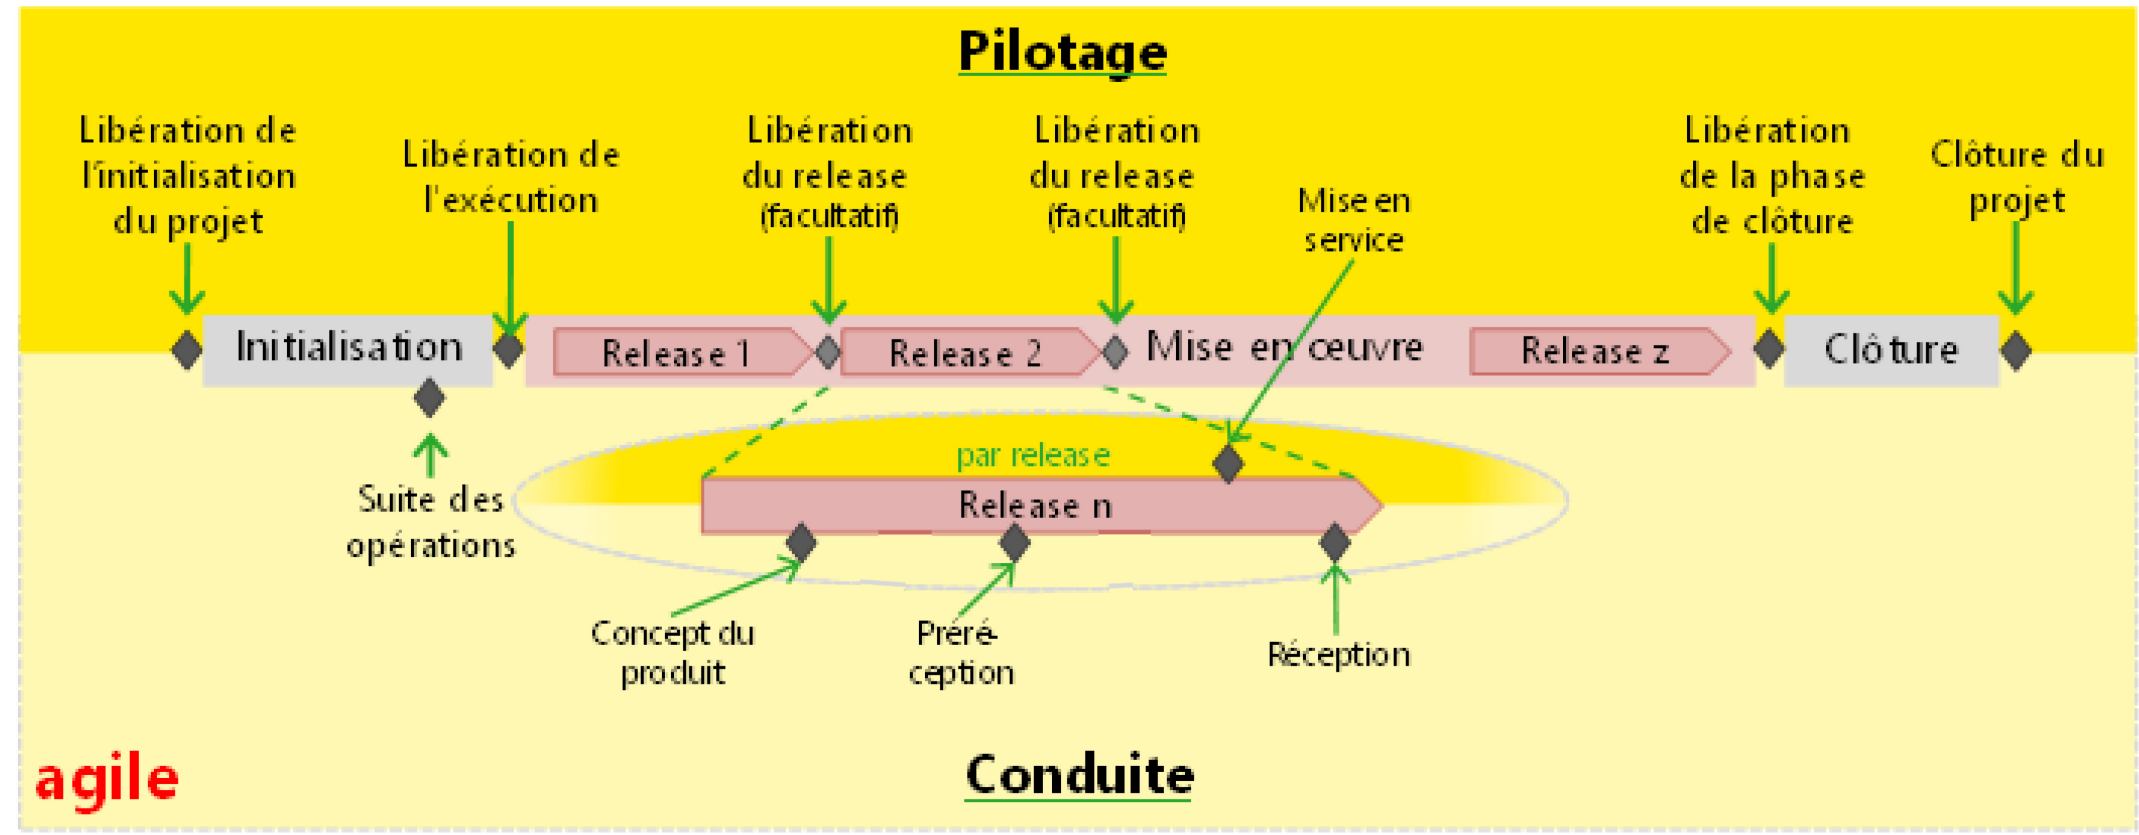 Pilotage
Libération de
l'initialisation
du projet
Libération de
l'exécution
Libération
du release
(facultatif)
Libération
du release
(facultatif)
Mise en
service
Libération
de la phase
de clôture
Clôture du
projet
Initialisation
Release 1
Release 2
Mise en œuvre
Release z
Clôture
Suite des
opérations
par release
Release n
Concept du
produit
Préré-
ception
Réception
agile
Conduite